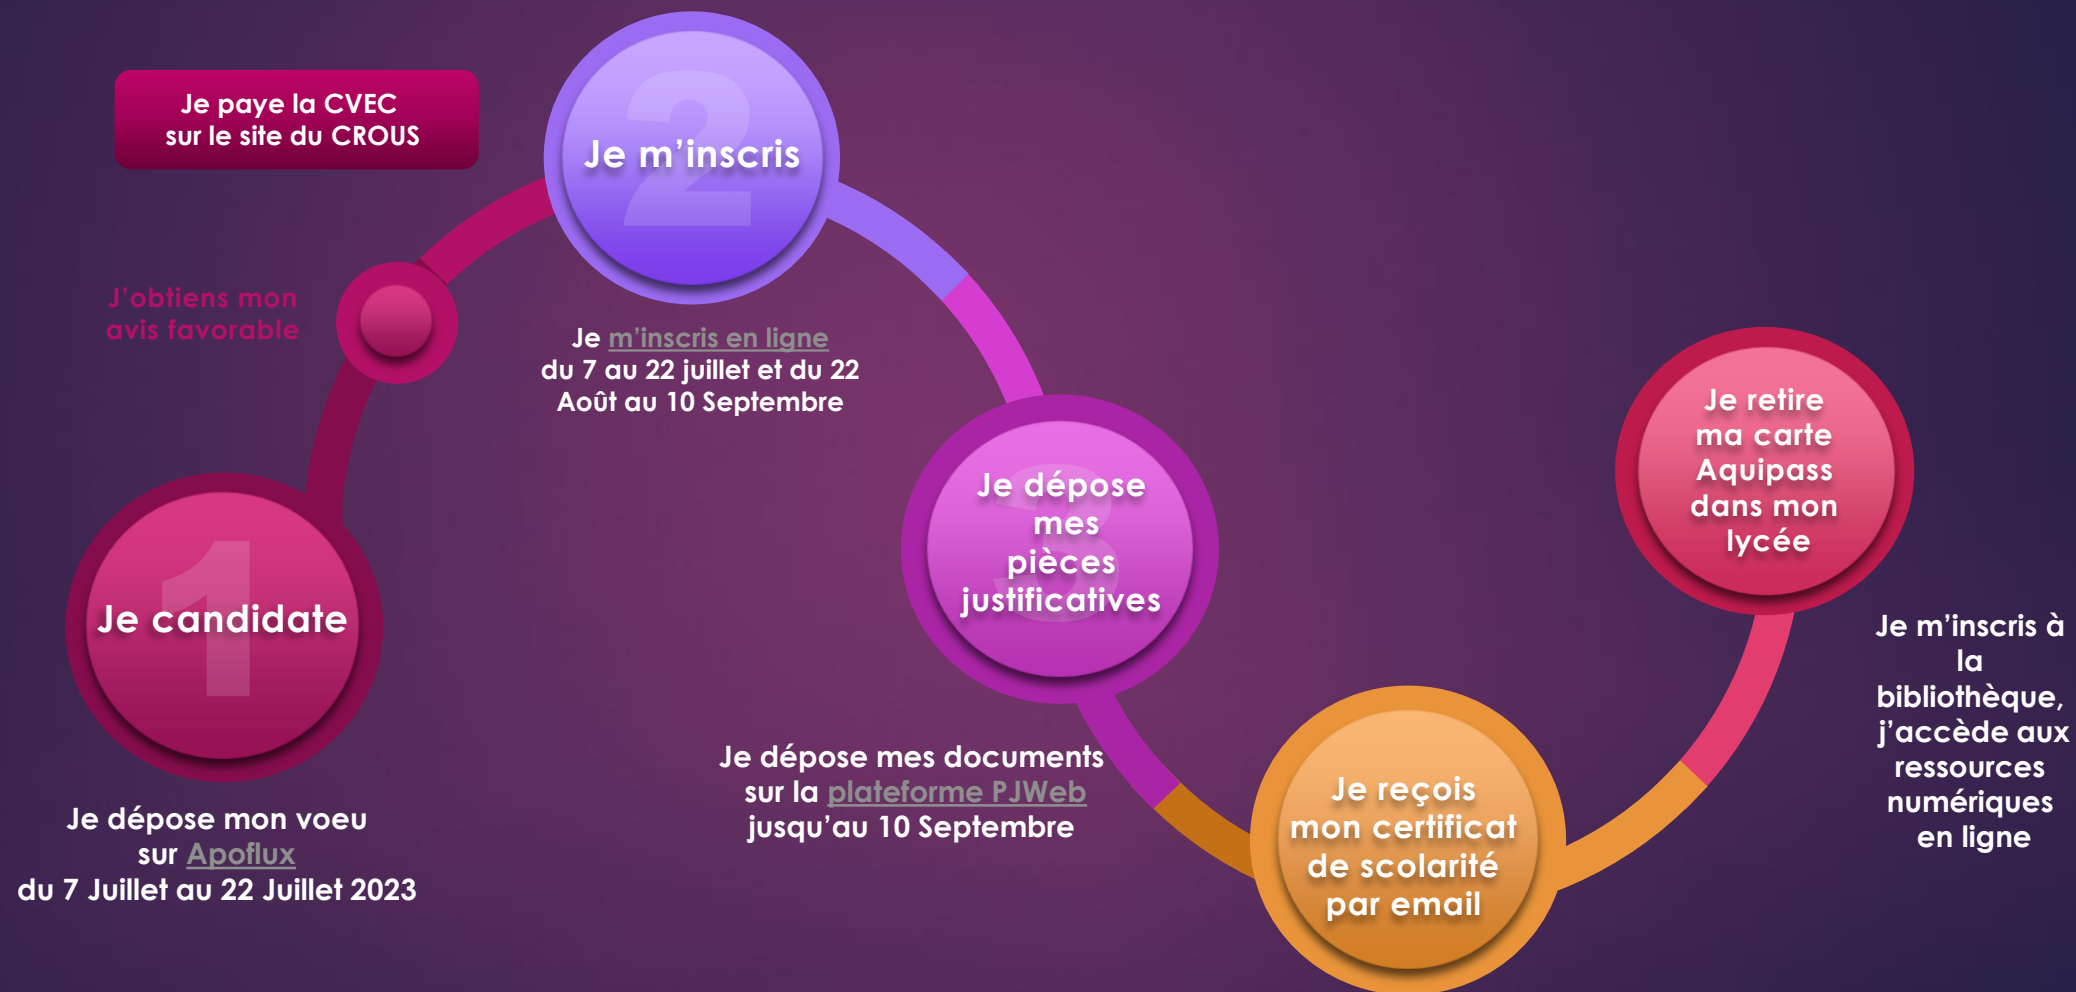 Je paye la CVEC
sur le site du CROUS
J'obtiens mon
avis favorable
1
Je candidate
Je dépose mon voeu
sur Apoflux
du 7 Juillet au 22 Juillet 2023
2
Je m'inscris
Je m'inscris en ligne
du 7 au 22 juillet et du 22
Août au 10 Septembre
3
Je dépose
mes
pièces
justificatives
Je dépose mes documents
sur la plateforme PJWeb
jusqu'au 10 Septembre
Je reçois
mon certificat
de scolarité
par email
Je retire
ma carte
Aquipass
dans mon
lycée
Je m'inscris à
la
bibliothèque,
j'accède aux
ressources
numériques
en ligne